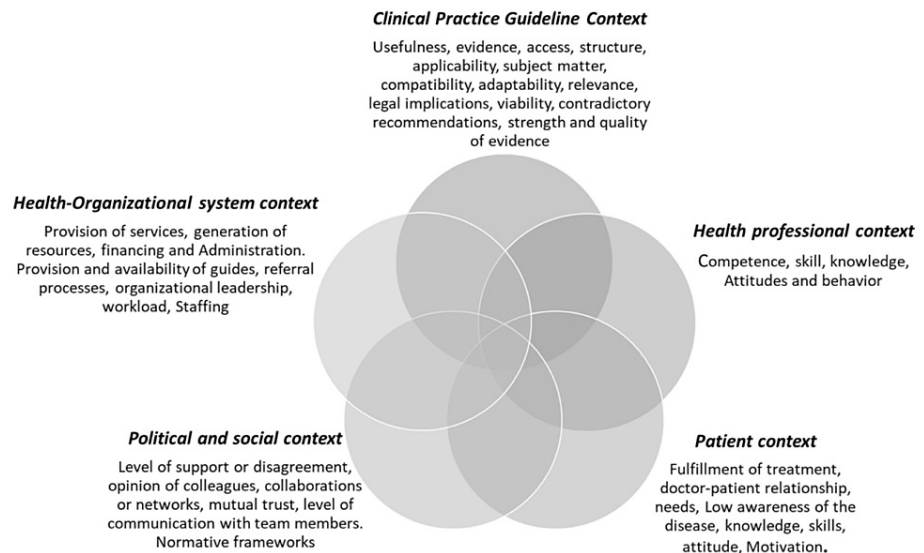 Clinical Practice Guideline Context
Usefulness, evidence, access, structure,
applicability, subject matter,
compatibility, adaptability, relevance,
legal implications, viability, contradictory
recommendations, strength and quality
of evidence
Health-Organizational system context
Provision of services, generation of
resources, financing and Administration.
Provision and availability of guides, referral
processes, organizational leadership,
workload, Staffing
Health professional context
Competence, skill, knowledge,
Attitudes and behavior
Political and social context
Level of support or disagreement,
opinion of colleagues, collaborations
or networks, mutual trust, level of
communication with team members.
Normative frameworks
Patient context
Fulfillment of treatment,
doctor-patient relationship,
needs, Low awareness of the
disease, knowledge, skills,
attitude, Motivation.